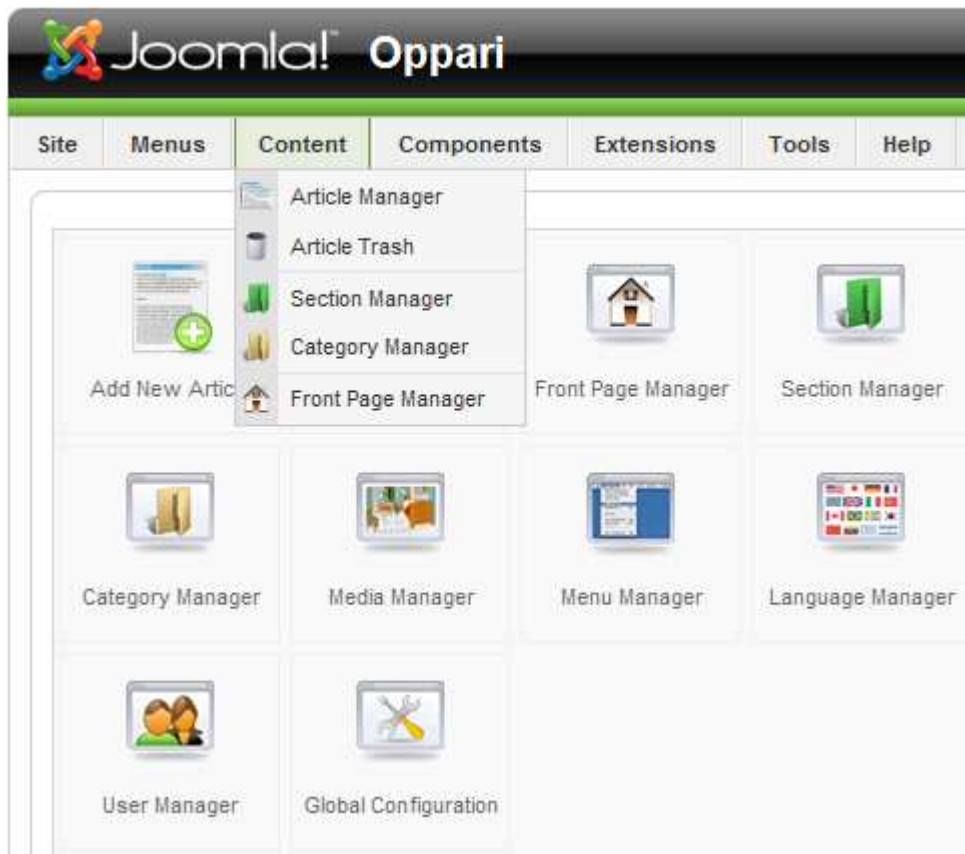 Joomla!™ Oppari
Site Menus Content Components Extensions Tools Help
Article Manager
Article Trash
Section Manager
Category Manager
Front Page Manager
Add New Artic
Front Page Manager
Section Manager
Category Manager
Media Manager
Menu Manager
Language Manager
User Manager
Global Configuration